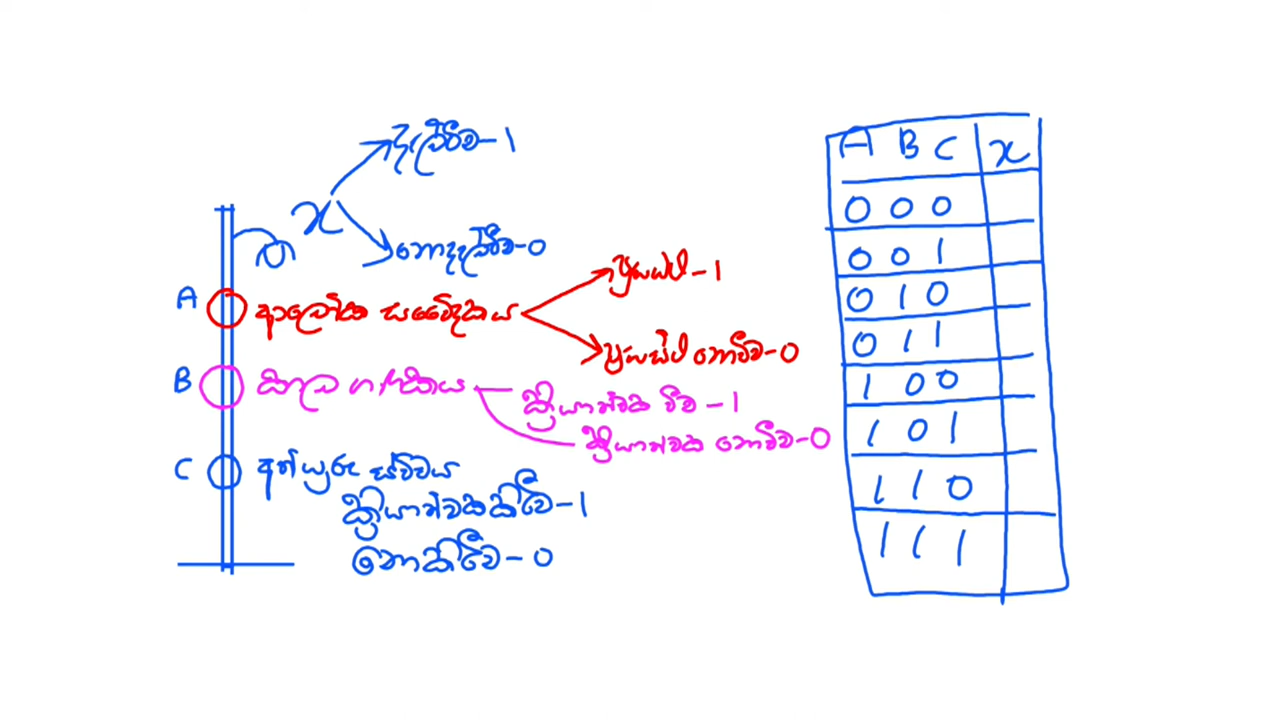 x
දැල්වීම - 1
නොදැල්වීම - 0
A ආලෝක සංවේදකය
ප්‍රමාණවත් - 1
නොවීම - 0
B කාල ගණකය
ක්‍රියාත්මක වීම - 1
ක්‍රියාත්මක නොවීම - 0
C අත්යුරු ස්විචය
ක්‍රියාත්මක කිරීම - 1
නොකිරීම - 0
A B C x
0 0 0
0 0 1
0 1 0
0 1 1
1 0 0
1 0 1
1 1 0
1 1 1